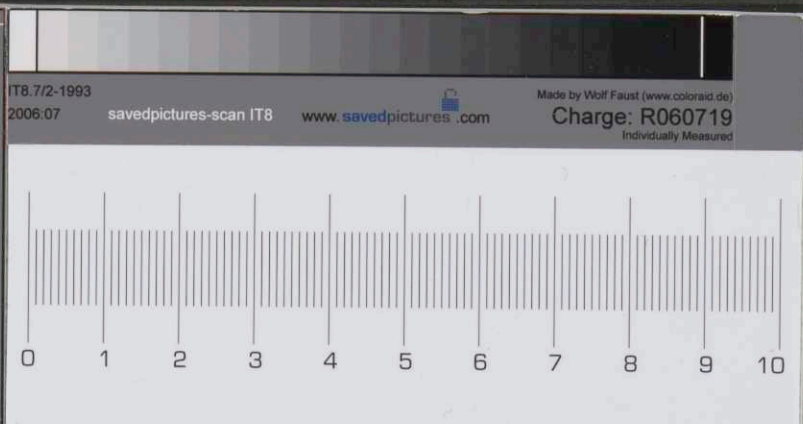 IT8.7/2-1993
2006:07
savedpictures-scan IT8
www.savedpictures.com
Made by Wolf Faust (www.coloraid.de)
Charge: R060719
Individually Measured
0 1 2 3 4 5 6 7 8 9 10